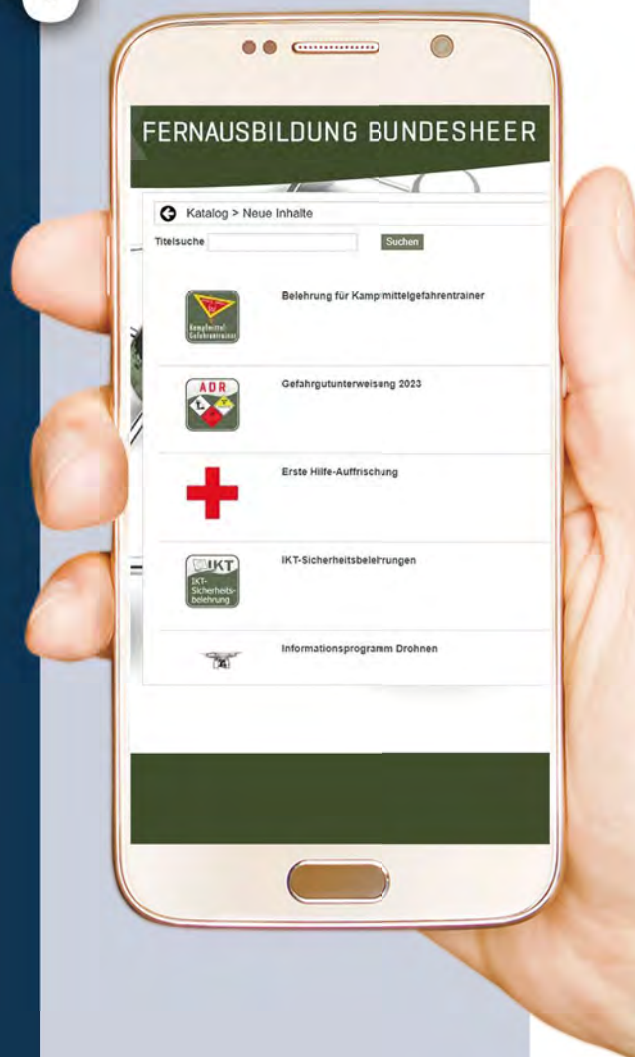 FERNAUSBILDUNG BUNDESHEER
Katalog > Neue Inhalte
Titelsuche
Suchen
Belehrung für Kampfmittelgefahrentrainer
Kampfmittel-
Gefahrentrainer
Gefahrgutunterweisung 2023
ADR
Erste Hilfe-Auffrischung
IKT-Sicherheitsbelehrungen
IKT
IKT-
Sicherheits-
belehrung
Informationsprogramm Drohnen